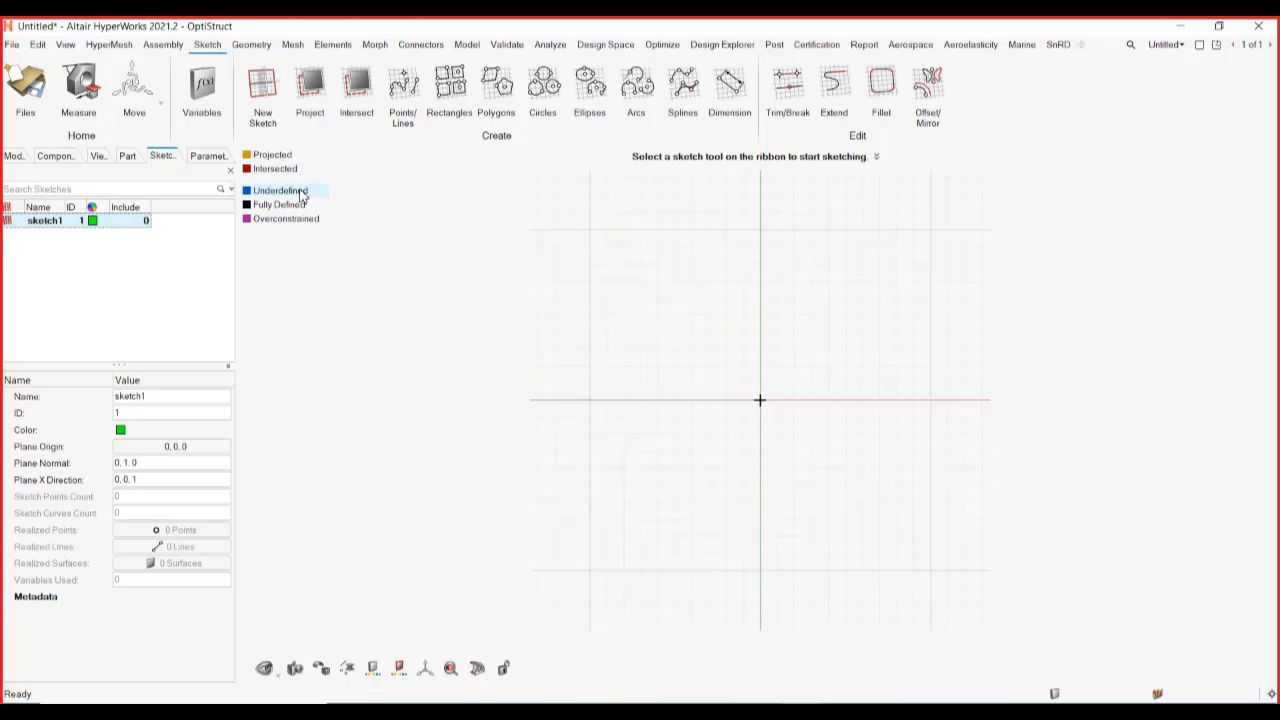 Untitled* - Altair HyperWorks 2021.2 - OptiStruct
File Edit View HyperMesh Assembly Sketch Geometry Mesh Elements Morph Connectors Model Validate Analyze Design Space Optimize Design Explorer Post Certification Report Aerospace Aeroelasticity Marine SnRD Untitled 1 of 1
Files Measure Move Variables New Sketch Project Intersect Points/ Lines Rectangles Polygons Circles Ellipses Arcs Splines Dimension Trim/Break Extend Fillet Offset/ Mirror
Home Create Edit
Mod... Compon... Vie... Part Sketc... Paramet...
Projected
Select a sketch tool on the ribbon to start sketching.
Intersected
Search Sketches
Underdefined
Fully Defined
Name ID Include
Overconstrained
sketch1 1 0
Name Value
Name: sketch1
ID: 1
Color:
Plane Origin: 0, 0, 0
Plane Normal: 0, 1, 0
Plane X Direction: 0, 0, 1
Sketch Points Count: 0
Sketch Curves Count: 0
Realized Points: 0 Points
Realized Lines: 0 Lines
Realized Surfaces: 0 Surfaces
Variables Used: 0
Metadata
Ready